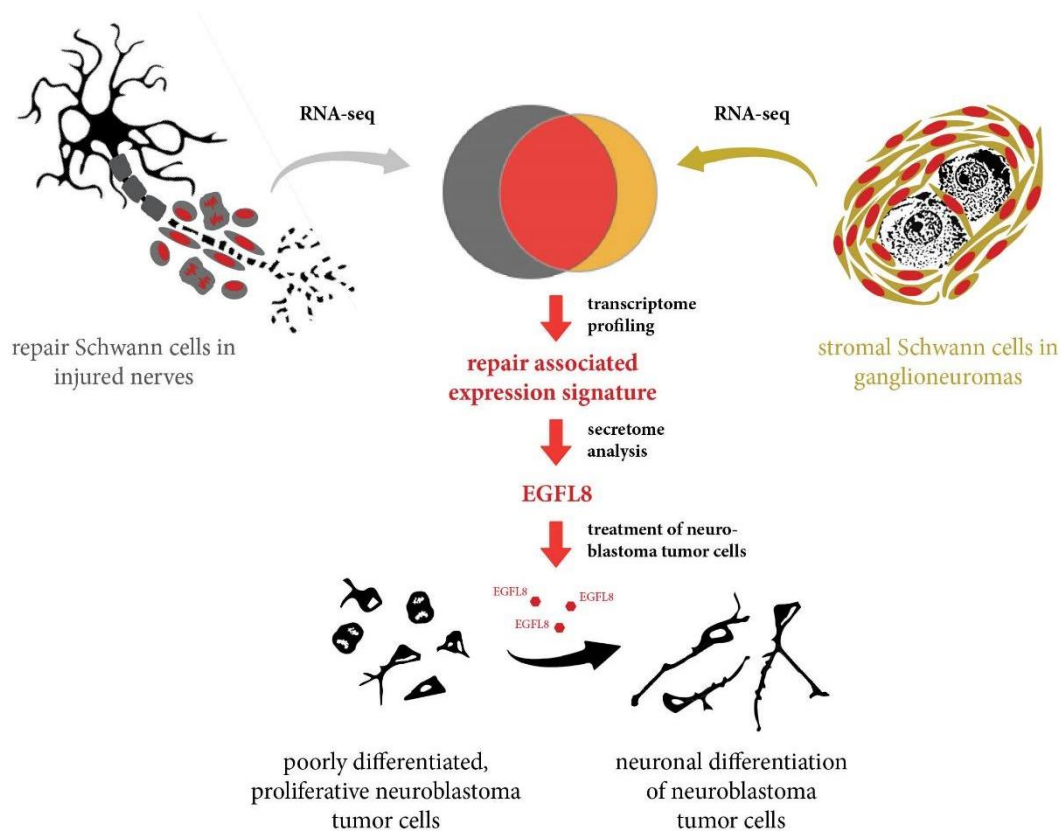 RNA-seq
RNA-seq
repair Schwann cells in
injured nerves
stromal Schwann cells in
ganglioneuromas
transcriptome
profiling
repair associated
expression signature
secretome
analysis
EGFL8
treatment of neuro-
blastoma tumor cells
EGFL8
EGFL8
EGFL8
poorly differentiated,
proliferative neuroblastoma
tumor cells
neuronal differentiation
of neuroblastoma
tumor cells